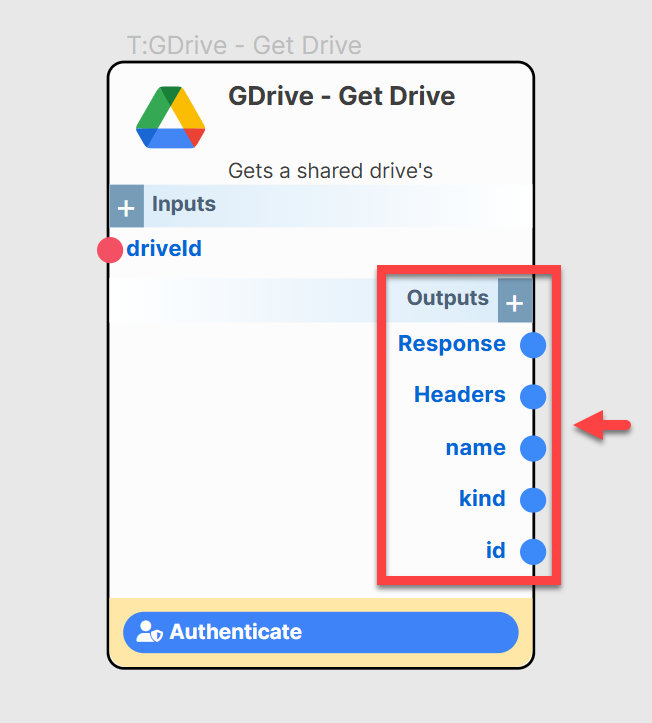 T:GDrive - Get Drive
GDrive - Get Drive
Gets a shared drive's
+ Inputs
driveId
Outputs +
Response
Headers
name
kind
id
Authenticate